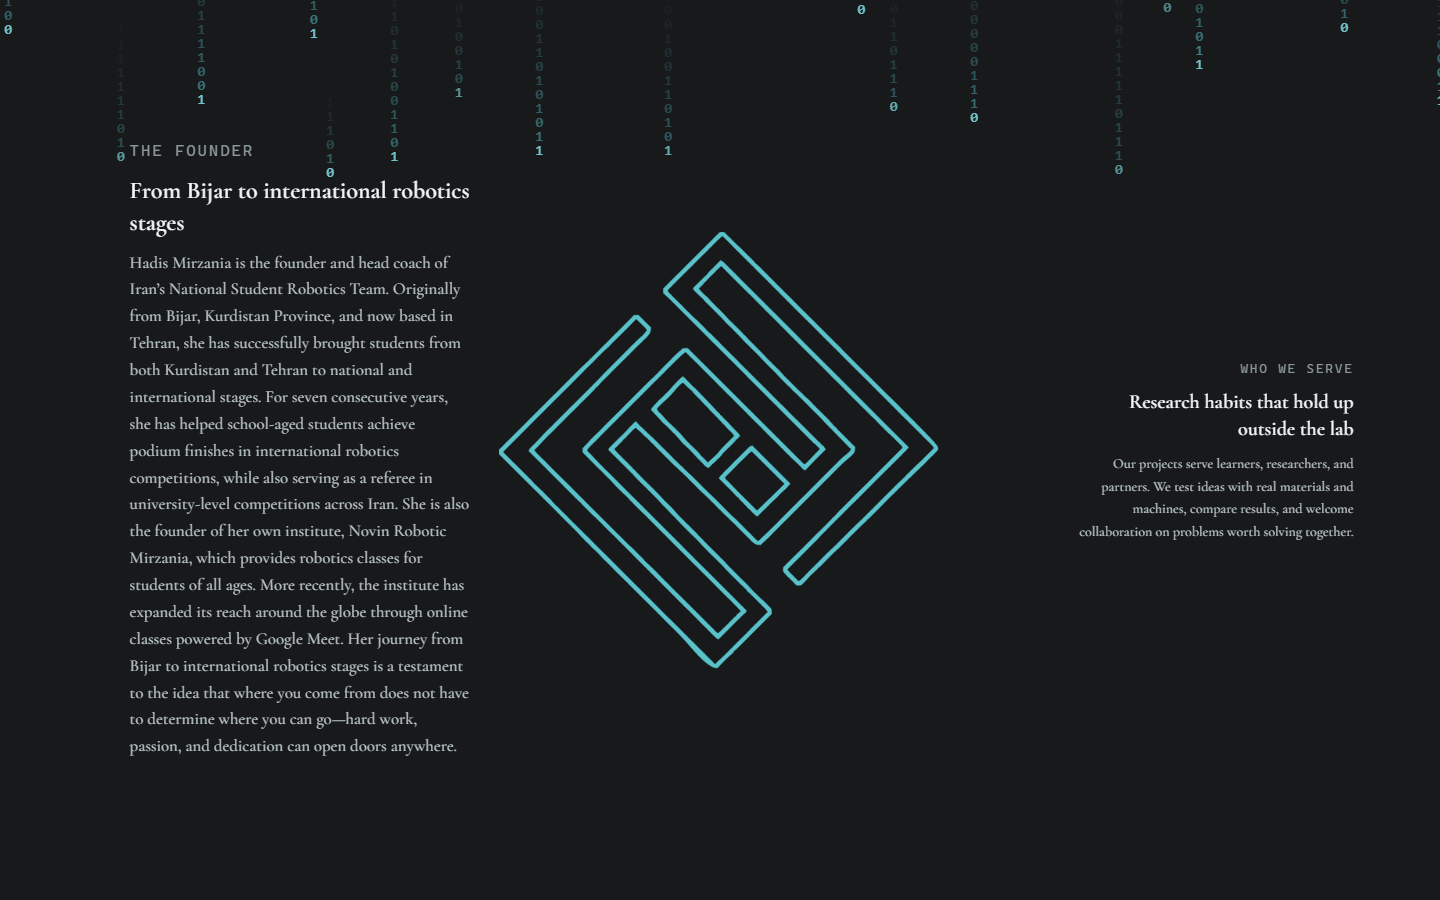 THE FOUNDER
From Bijar to international robotics
stages
Hadis Mirzania is the founder and head coach of
Iran’s National Student Robotics Team. Originally
from Bijar, Kurdistan Province, and now based in
Tehran, she has successfully brought students from
both Kurdistan and Tehran to national and
international stages. For seven consecutive years,
she has helped school-aged students achieve
podium finishes in international robotics
competitions, while also serving as a referee in
university-level competitions across Iran. She is also
the founder of her own institute, Novin Robotic
Mirzania, which provides robotics classes for
students of all ages. More recently, the institute has
expanded its reach around the globe through online
classes powered by Google Meet. Her journey from
Bijar to international robotics stages is a testament
to the idea that where you come from does not have
to determine where you can go—hard work,
passion, and dedication can open doors anywhere.
WHO WE SERVE
Research habits that hold up
outside the lab
Our projects serve learners, researchers, and
partners. We test ideas with real materials and
machines, compare results, and welcome
collaboration on problems worth solving together.